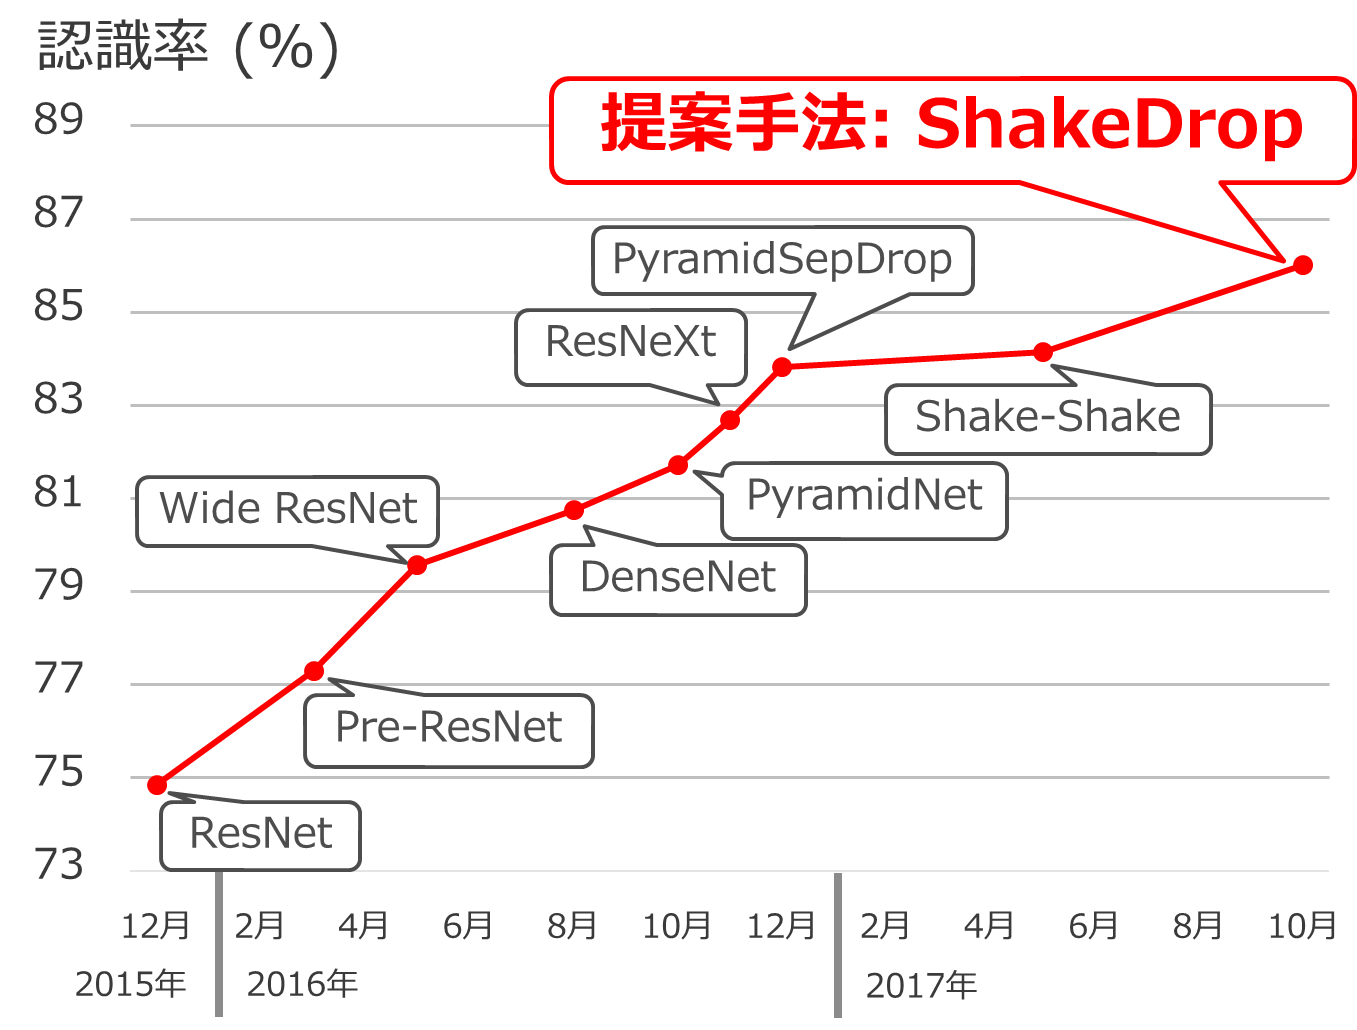 認識率 (%)
89
提案手法: ShakeDrop
87
PyramidSepDrop
85
ResNeXt
83
Shake-Shake
81
PyramidNet
Wide ResNet
79
DenseNet
77
Pre-ResNet
75
ResNet
73
12月 2月 4月 6月 8月 10月 12月 2月 4月 6月 8月 10月
2015年 2016年 2017年